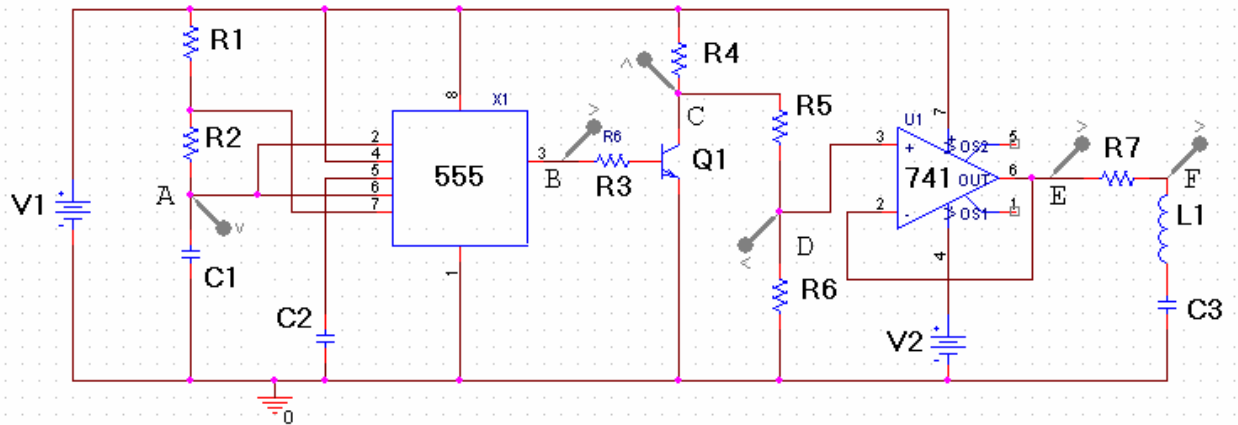 R1
R2
A
V1
C1
C2
2
4
5
6
7
8
X1
555
3
1
B
R6
R3
R4
C
Q1
R5
D
R6
U1
3
+
2
-
741
7
5
OS2
OUT
6
OS1
1
4
V2
E
R7
F
L1
C3
0